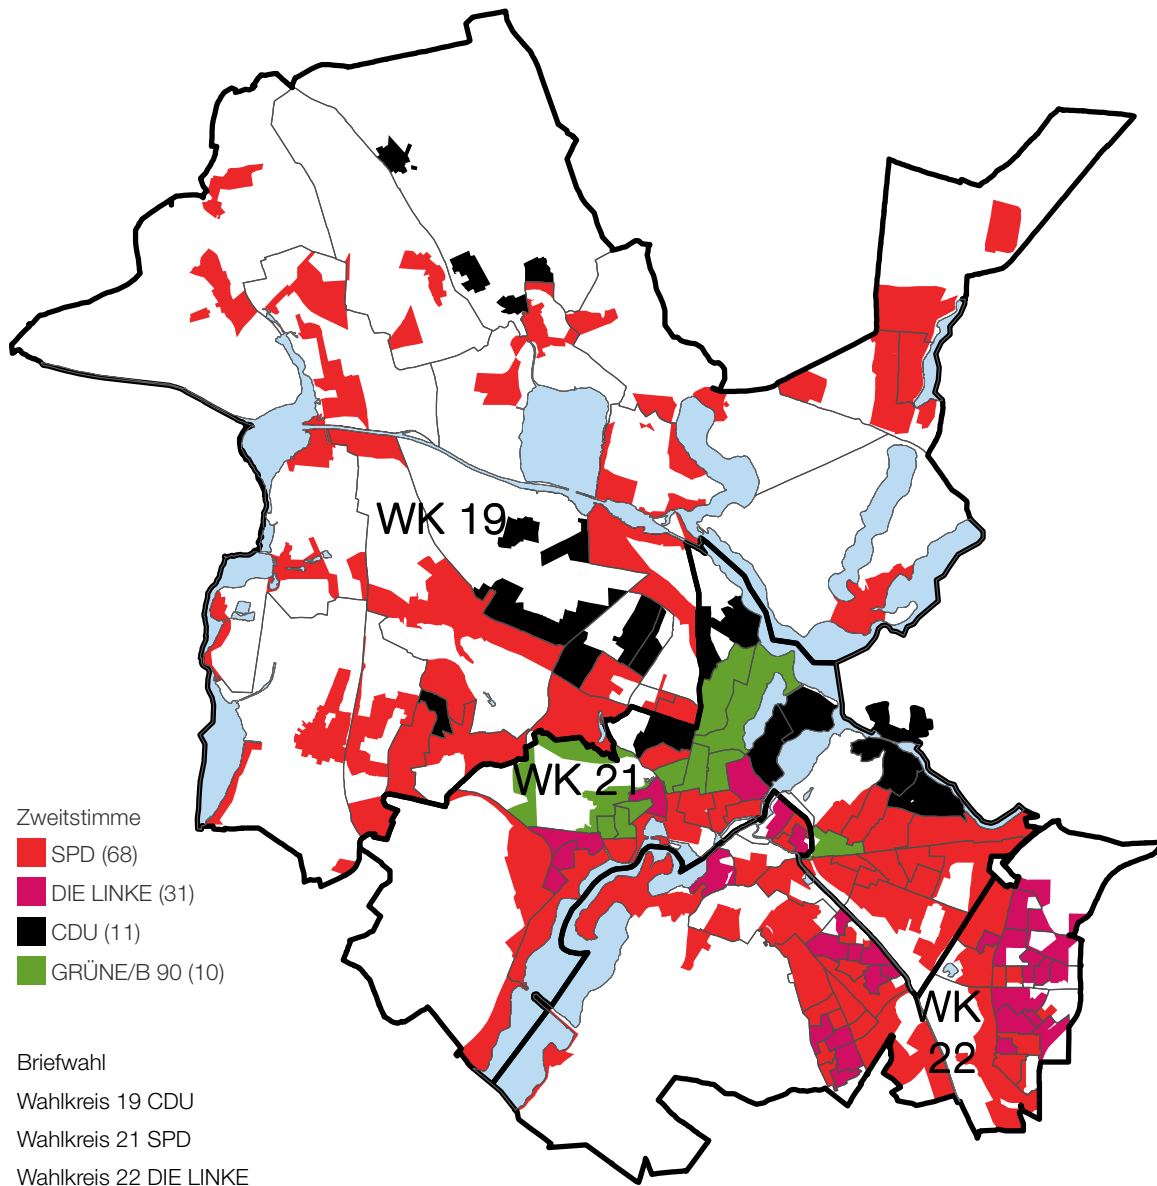 WK 19
WK 21
WK
22
Zweitstimme
SPD (68)
DIE LINKE (31)
CDU (11)
GRÜNE/B 90 (10)
Briefwahl
Wahlkreis 19 CDU
Wahlkreis 21 SPD
Wahlkreis 22 DIE LINKE